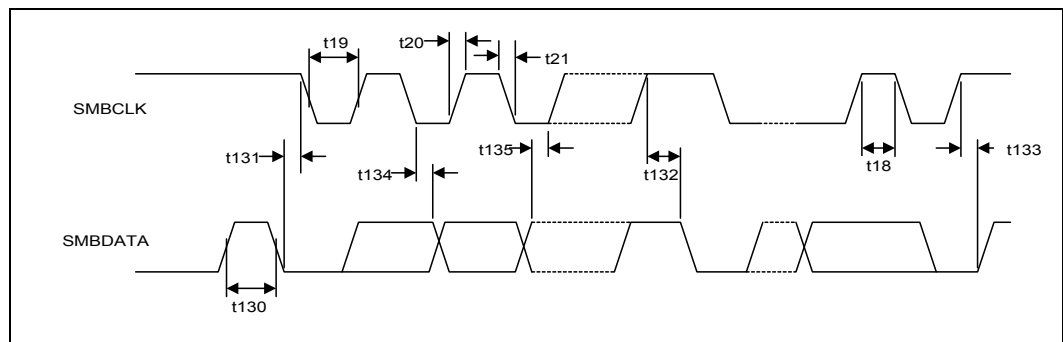 t19
t20
t21
SMBCLK
t131
t134
t135
t132
t18
t133
SMBDATA
t130